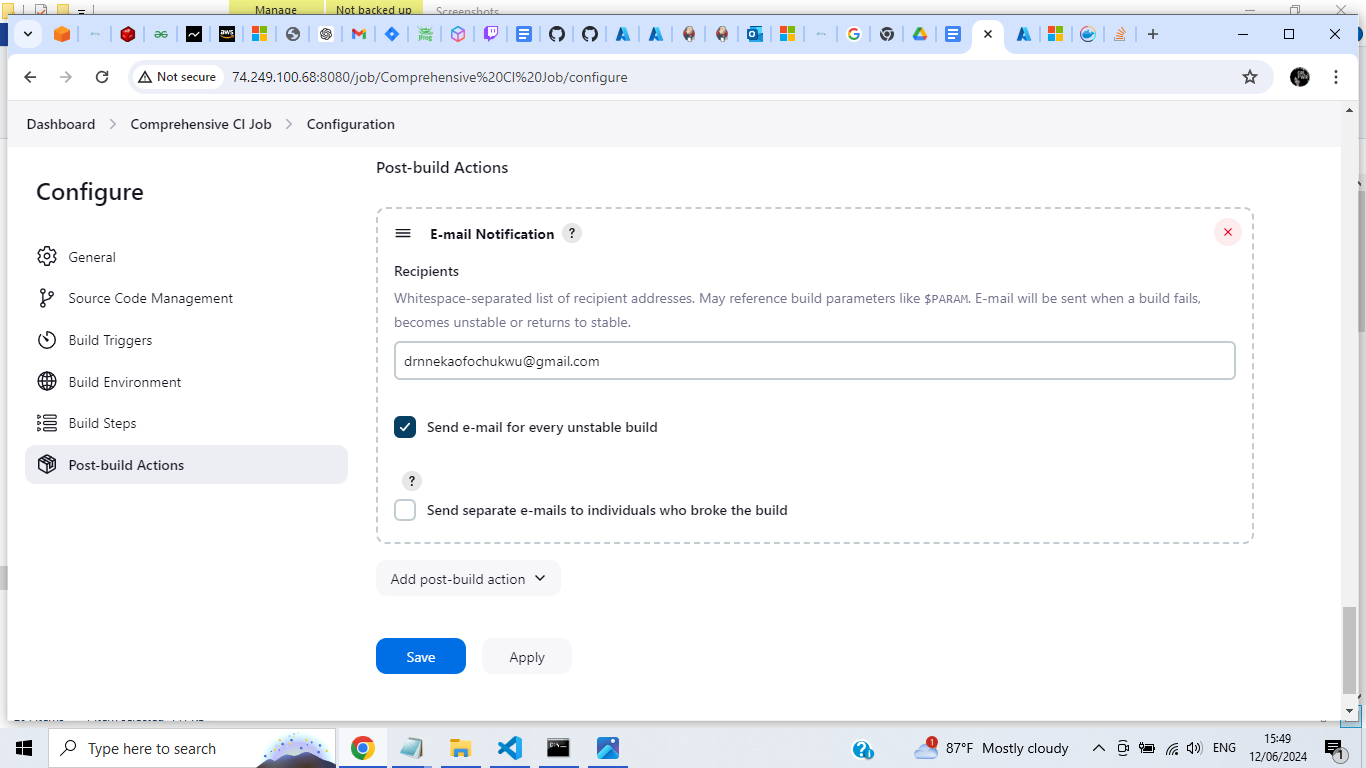 Manage
Not backed up
Screenshots
Not secure
74.249.100.68:8080/job/Comprehensive%20CI%20Job/configure
Dashboard
Comprehensive CI Job
Configuration
Configure
General
Source Code Management
Build Triggers
Build Environment
Build Steps
Post-build Actions
Post-build Actions
E-mail Notification ?
Recipients
Whitespace-separated list of recipient addresses. May reference build parameters like $PARAM. E-mail will be sent when a build fails,
becomes unstable or returns to stable.
drnnekaofochukwu@gmail.com
Send e-mail for every unstable build
?
Send separate e-mails to individuals who broke the build
Add post-build action
Save
Apply
Type here to search
1
87°F Mostly cloudy
ENG
15:49
12/06/2024
1